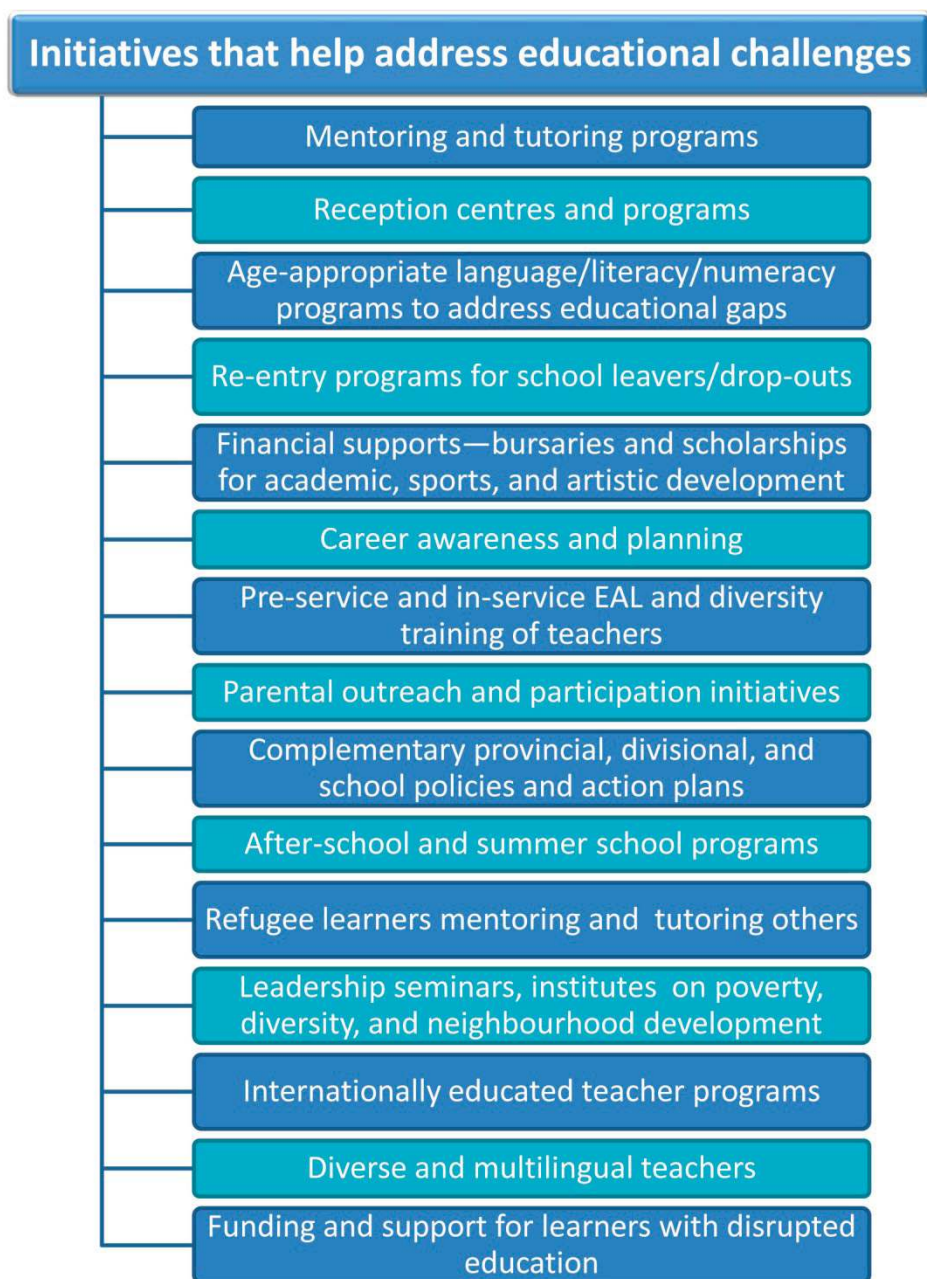 Initiatives that help address educational challenges
Mentoring and tutoring programs
Reception centres and programs
Age-appropriate language/literacy/numeracy
programs to address educational gaps
Re-entry programs for school leavers/drop-outs
Financial supports—bursaries and scholarships
for academic, sports, and artistic development
Career awareness and planning
Pre-service and in-service EAL and diversity
training of teachers
Parental outreach and participation initiatives
Complementary provincial, divisional, and
school policies and action plans
After-school and summer school programs
Refugee learners mentoring and  tutoring others
Leadership seminars, institutes  on poverty,
diversity, and neighbourhood development
Internationally educated teacher programs
Diverse and multilingual teachers
Funding and support for learners with disrupted
education